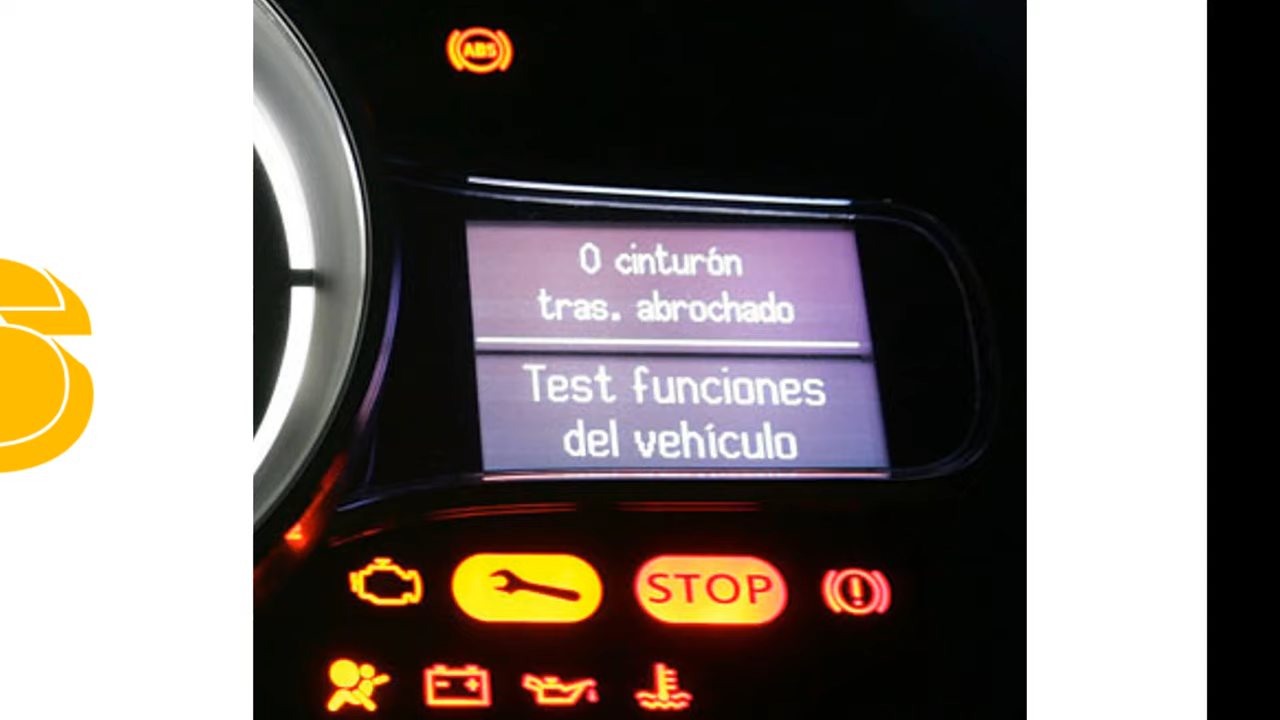 ABS
0 cinturón
tras. abrochado
Test funciones
del vehículo
STOP